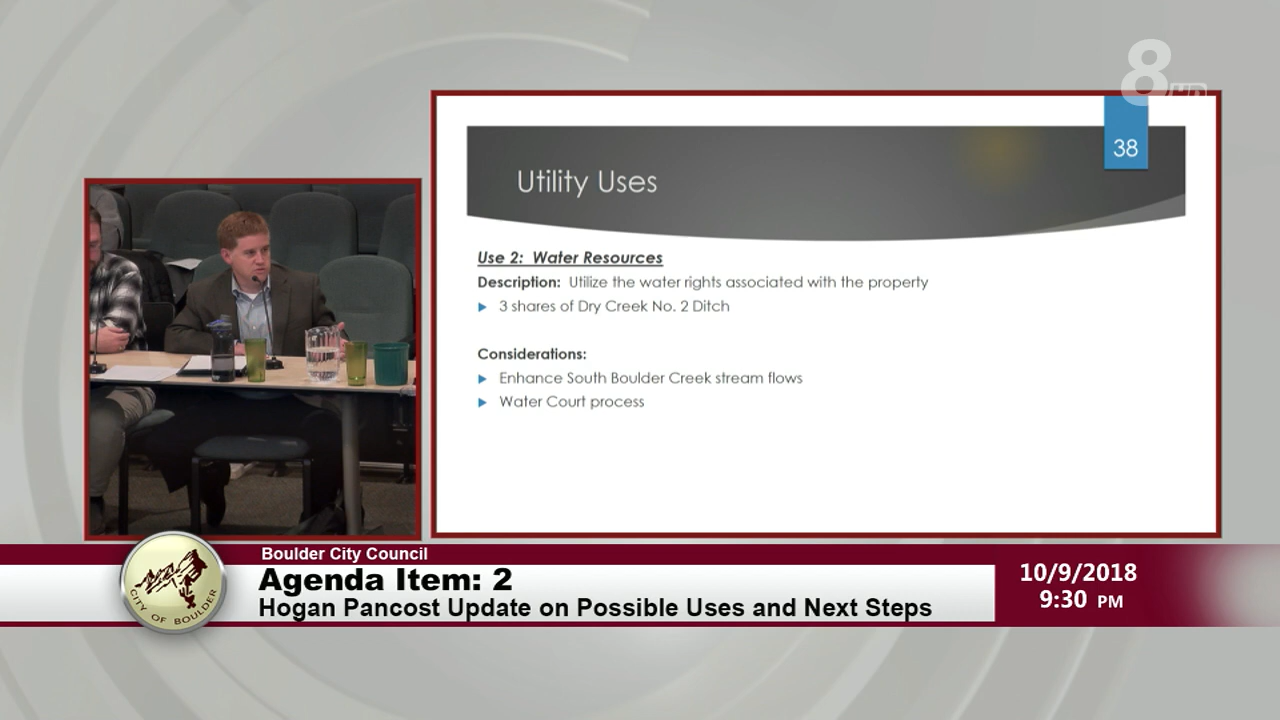 8
HD
38
Utility Uses
Use 2: Water Resources
Description: Utilize the water rights associated with the property
3 shares of Dry Creek No. 2 Ditch
Considerations:
Enhance South Boulder Creek stream flows
Water Court process
Boulder City Council
Agenda Item: 2
Hogan Pancost Update on Possible Uses and Next Steps
10/9/2018
9:30 PM
CITY OF BOULDER